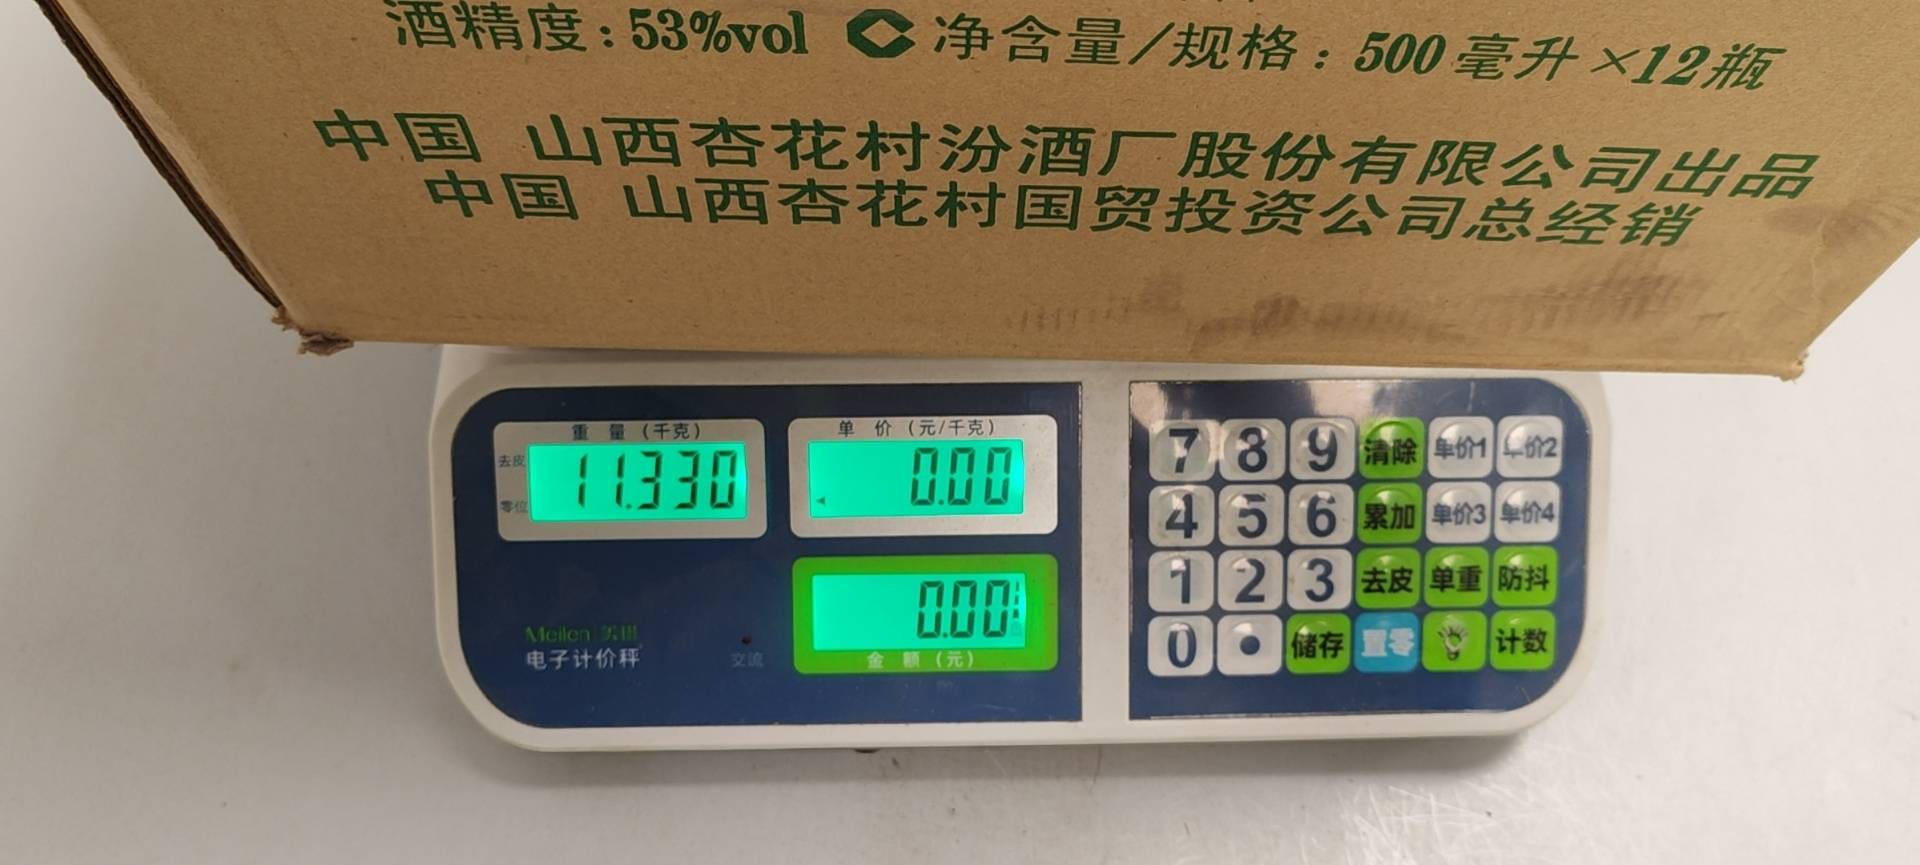 酒精度：53%vol 净含量/规格：500毫升×12瓶
中国 山西杏花村汾酒厂股份有限公司出品
中国 山西杏花村国贸投资公司总经销
重 量 (千克)
去皮
零位
11.330
单 价 (元/千克)
0.00
0.00
金 额 (元)
Meilen 美伦
电子计价秤
交流
7 8 9 清除 单价1 单价2
4 5 6 累加 单价3 单价4
1 2 3 去皮 单重 防抖
0 • 储存 置零 计数